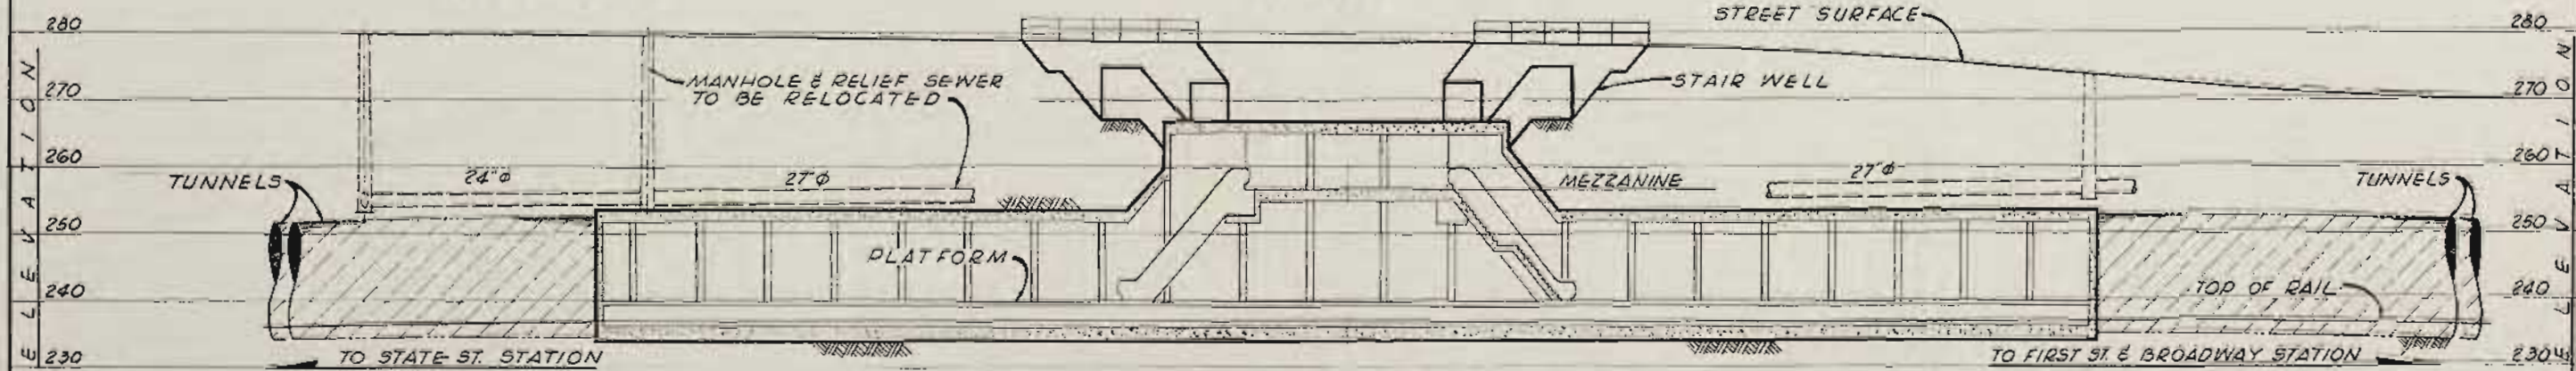 280
270
260
250
240
230
ELEVATION
TUNNELS
24"φ
MANHOLE & RELIEF SEWER
TO BE RELOCATED
27"φ
PLATFORM
TO STATE ST. STATION
STREET SURFACE
STAIR WELL
MEZZANINE
27"φ
TUNNELS
TOP OF RAIL
TO FIRST ST. & BROADWAY STATION
280
270
260
250
240
230
ELEVATION